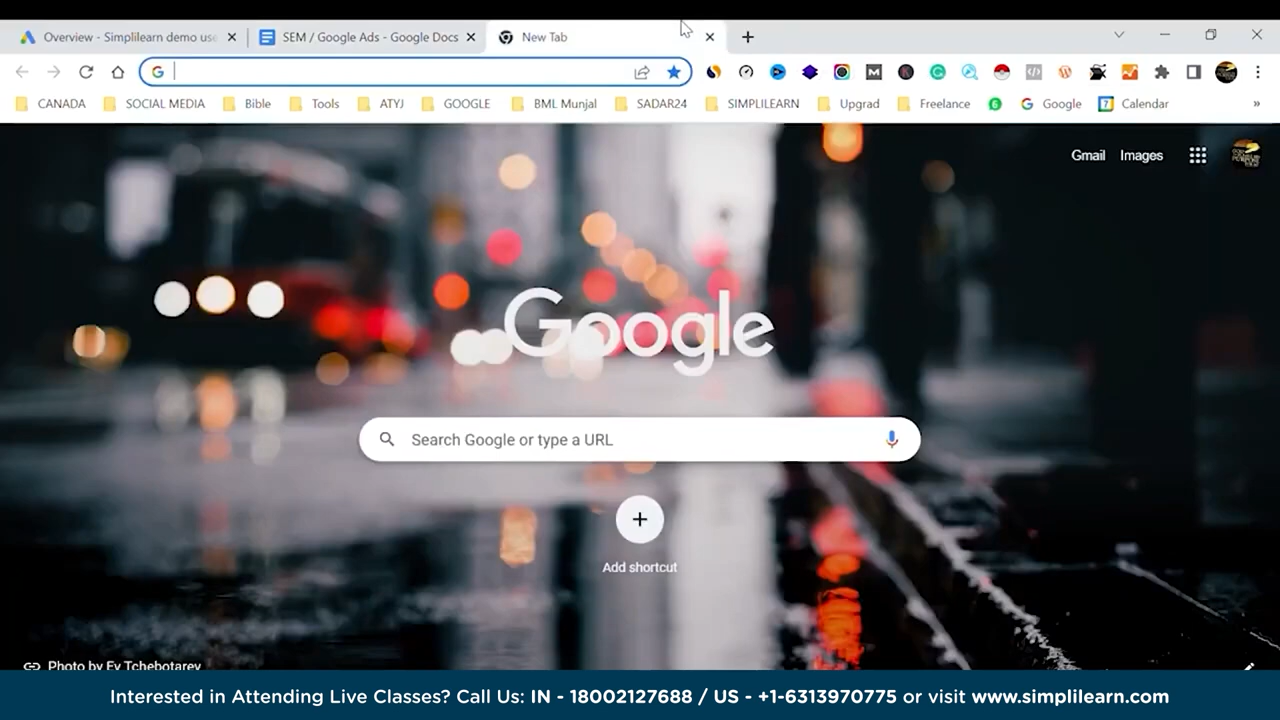 Overview - Simplilearn demo use
SEM / Google Ads - Google Docs
New Tab
CANADA
SOCIAL MEDIA
Bible
Tools
ATYJ
GOOGLE
BML Munjal
SADAR24
SIMPLILEARN
Upgrad
Freelance
Google
Calendar
Gmail
Images
Google
Search Google or type a URL
Add shortcut
Photo by Ev Tchebotarev
Interested in Attending Live Classes? Call Us: IN - 18002127688 / US - +1-6313970775 or visit www.simplilearn.com